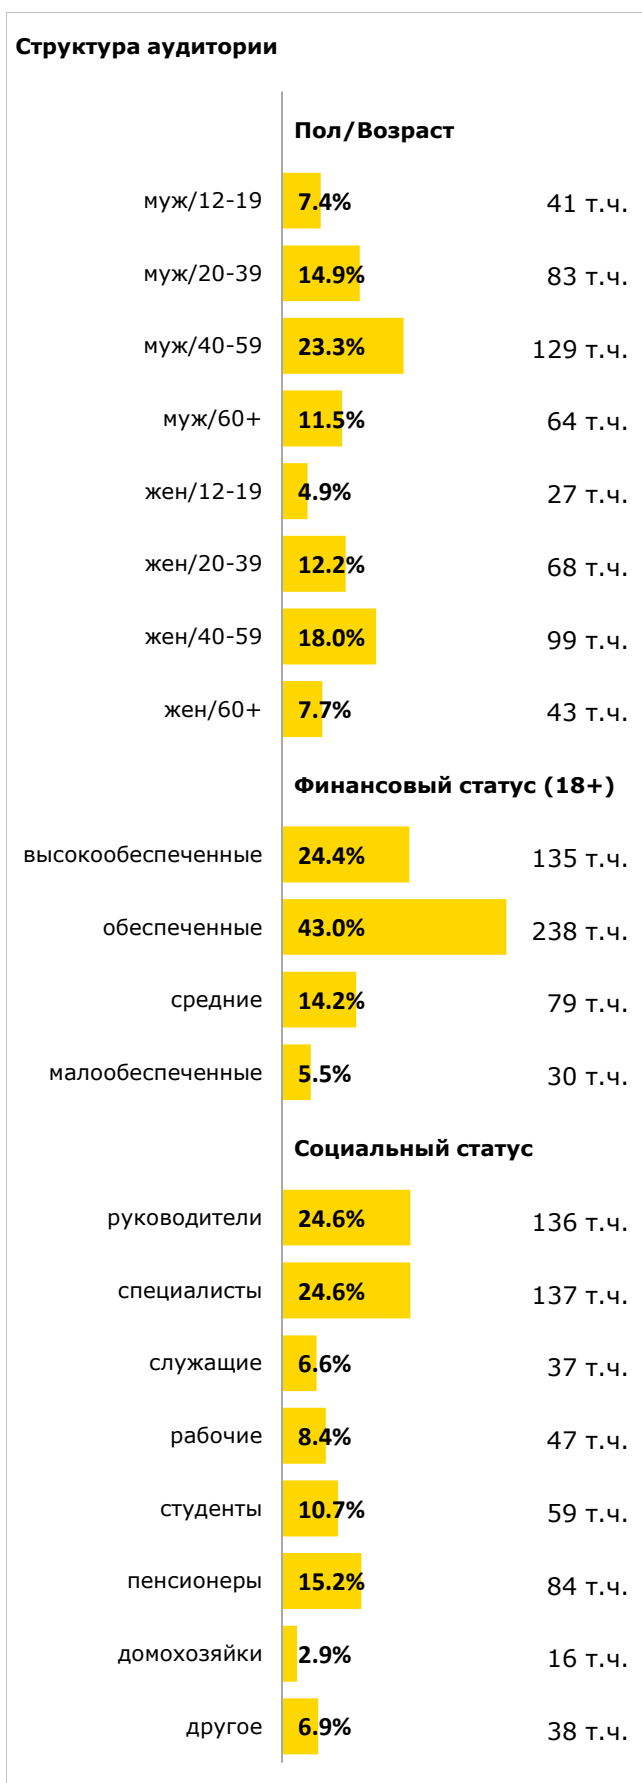 Структура аудитории
Пол/Возраст
муж/12-19 7.4% 41 т.ч.
муж/20-39 14.9% 83 т.ч.
муж/40-59 23.3% 129 т.ч.
муж/60+ 11.5% 64 т.ч.
жен/12-19 4.9% 27 т.ч.
жен/20-39 12.2% 68 т.ч.
жен/40-59 18.0% 99 т.ч.
жен/60+ 7.7% 43 т.ч.
Финансовый статус (18+)
высокообеспеченные 24.4% 135 т.ч.
обеспеченные 43.0% 238 т.ч.
средние 14.2% 79 т.ч.
малообеспеченные 5.5% 30 т.ч.
Социальный статус
руководители 24.6% 136 т.ч.
специалисты 24.6% 137 т.ч.
служащие 6.6% 37 т.ч.
рабочие 8.4% 47 т.ч.
студенты 10.7% 59 т.ч.
пенсионеры 15.2% 84 т.ч.
домохозяйки 2.9% 16 т.ч.
другое 6.9% 38 т.ч.